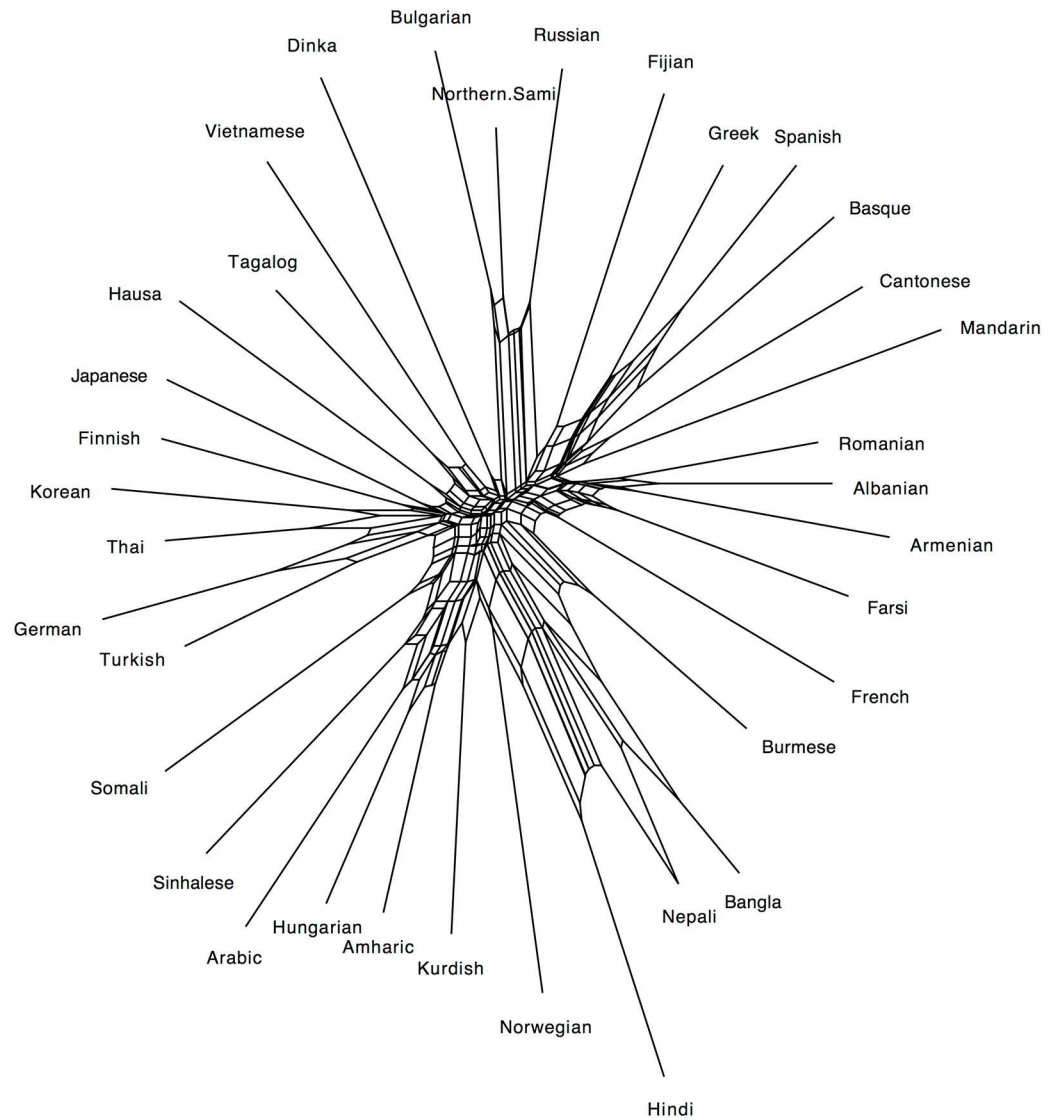 Bulgarian
Russian
Dinka
Fijian
Northern.Sami
Vietnamese
Greek
Spanish
Basque
Tagalog
Cantonese
Hausa
Mandarin
Japanese
Finnish
Romanian
Korean
Albanian
Thai
Armenian
Farsi
German
Turkish
French
Burmese
Somali
Sinhalese
Bangla
Nepali
Hungarian
Amharic
Arabic
Kurdish
Norwegian
Hindi